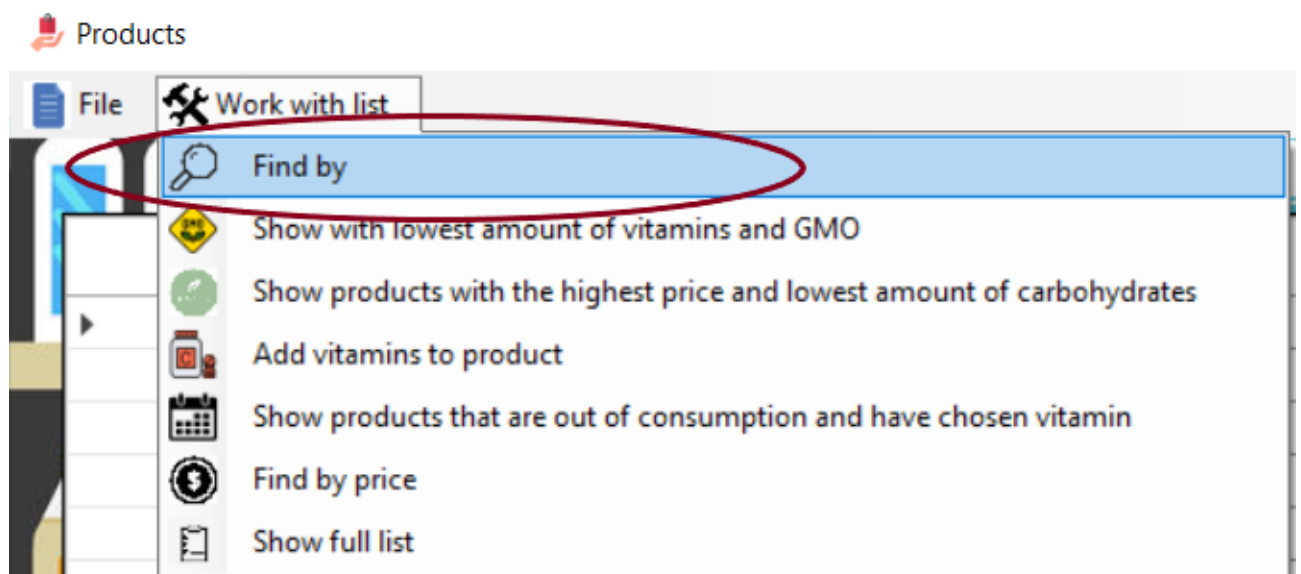 Products
File Work with list
Find by
Show with lowest amount of vitamins and GMO
Show products with the highest price and lowest amount of carbohydrates
Add vitamins to product
Show products that are out of consumption and have chosen vitamin
Find by price
Show full list